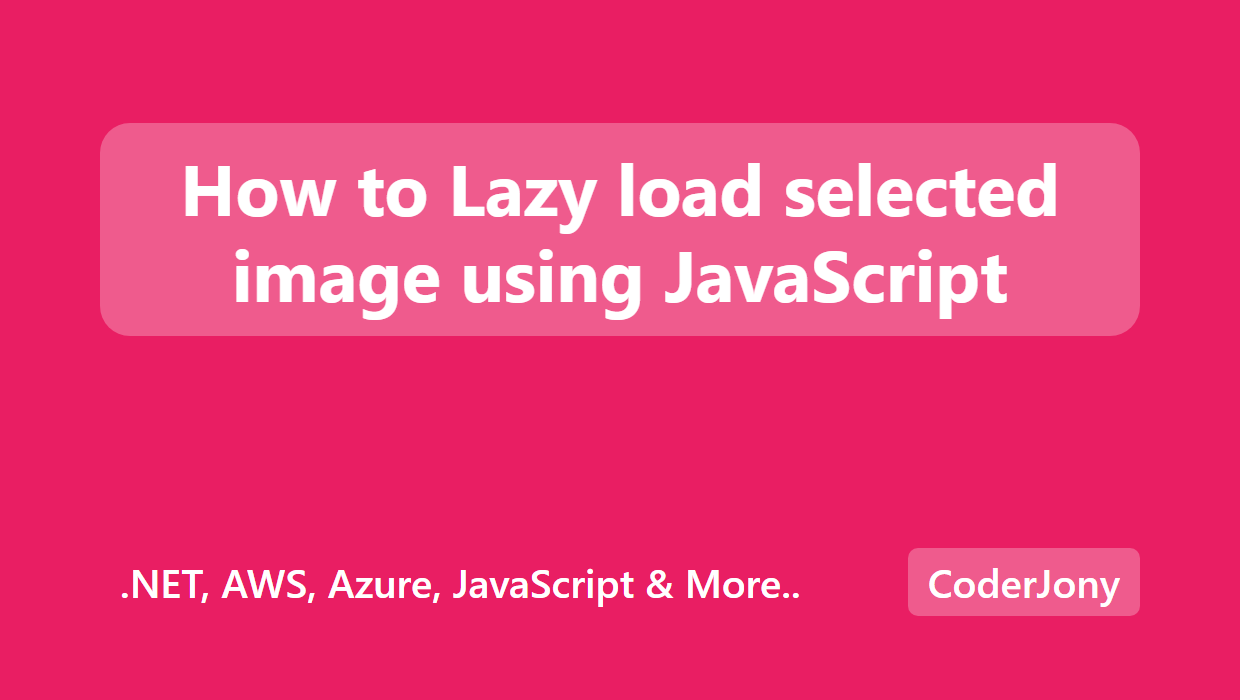 How to Lazy load selected
image using JavaScript
.NET, AWS, Azure, JavaScript & More..
CoderJony